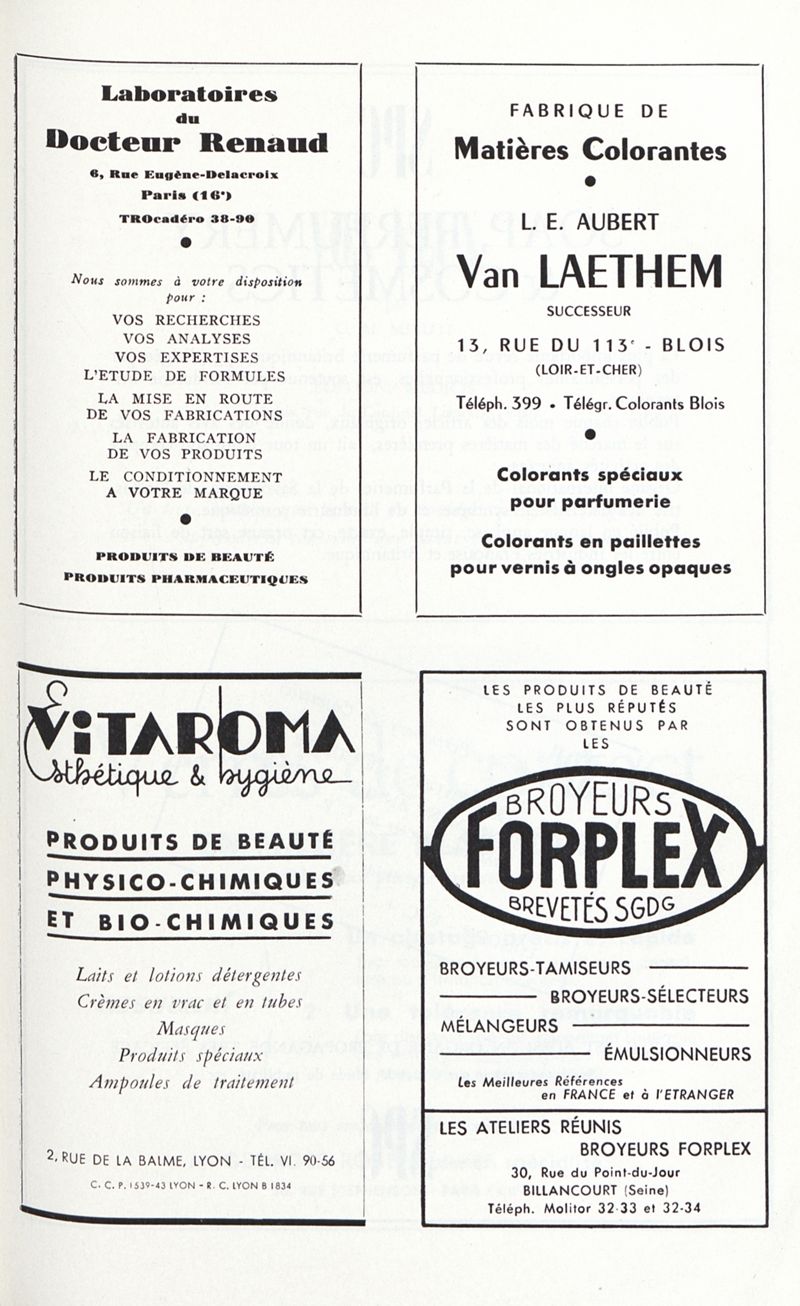 Laboratoires
du
Docteur Renaud
6, Rue Eugène-Delacroix
Paris (16e)
TROcadéro 38-90
Nous sommes à votre disposition
pour :
VOS RECHERCHES
VOS ANALYSES
VOS EXPERTISES
L'ETUDE DE FORMULES
LA MISE EN ROUTE
DE VOS FABRICATIONS
LA FABRICATION
DE VOS PRODUITS
LE CONDITIONNEMENT
A VOTRE MARQUE
PRODUITS DE BEAUTÉ
PRODUITS PHARMACEUTIQUES
FABRIQUE DE
Matières Colorantes
L. E. AUBERT
Van LAETHEM
SUCCESSEUR
13, RUE DU 113e - BLOIS
(LOIR-ET-CHER)
Téléph. 399 • Télégr. Colorants Blois
Colorants spéciaux
pour parfumerie
Colorants en paillettes
pour vernis à ongles opaques
VITAROMA
Esthétique & hygiène
PRODUITS DE BEAUTÉ
PHYSICO-CHIMIQUES
ET BIO-CHIMIQUES
Laits et lotions détergentes
Crèmes en vrac et en tubes
Masques
Produits spéciaux
Ampoules de traitement
2, RUE DE LA BALME, LYON - TÉL. VI. 90-56
C. C. P. 1539-43 LYON - R. C. LYON B 1834
LES PRODUITS DE BEAUTÉ
LES PLUS RÉPUTÉS
SONT OBTENUS PAR
LES
BROYEURS
FORPLEX
BREVETÉS SGDG
BROYEURS-TAMISEURS
BROYEURS-SÉLECTEURS
MÉLANGEURS
ÉMULSIONNEURS
Les Meilleures Références
en FRANCE et à l'ETRANGER
LES ATELIERS RÉUNIS
BROYEURS FORPLEX
30, Rue du Point-du-Jour
BILLANCOURT (Seine)
Téléph. Molitor 32-33 et 32-34